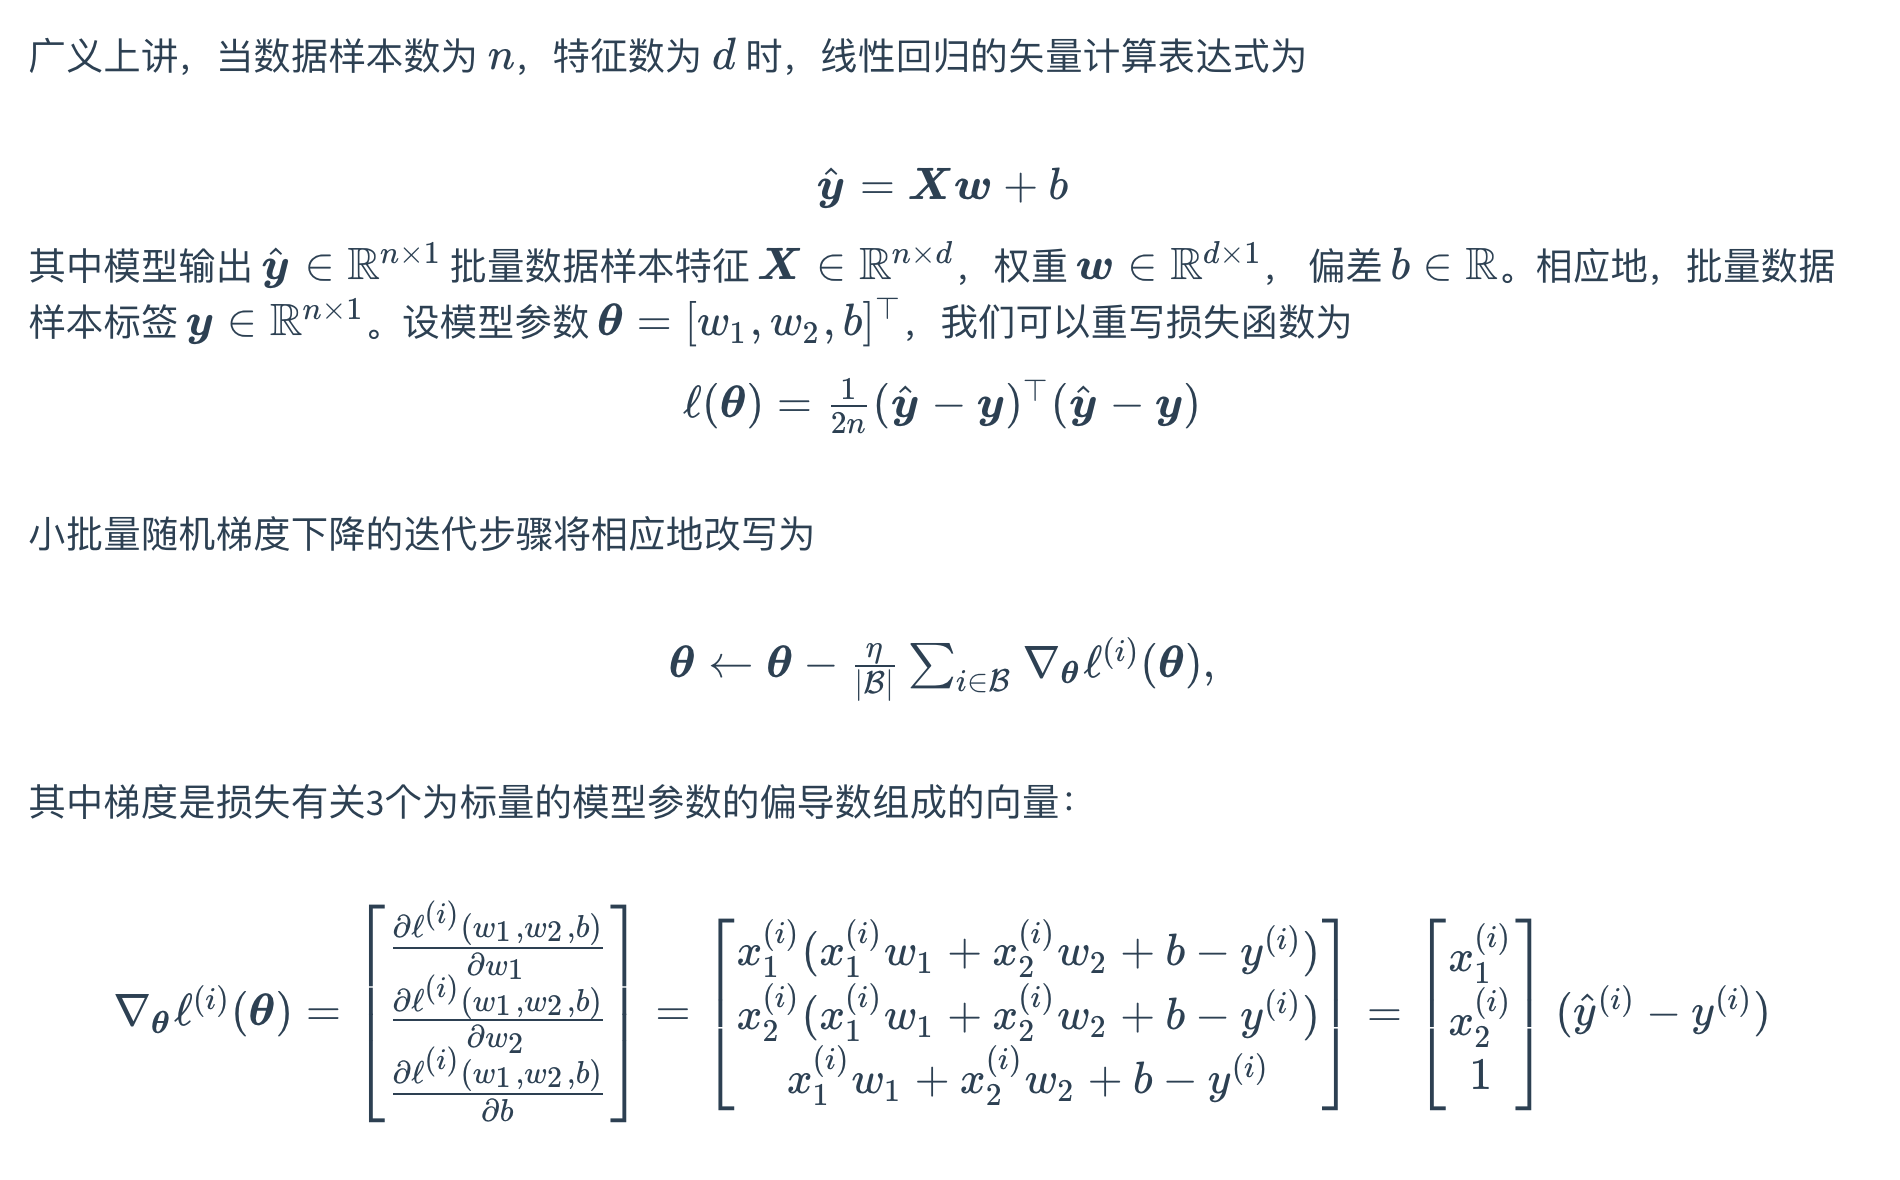 广义上讲，当数据样本数为 $n$，特征数为 $d$ 时，线性回归的矢量计算表达式为
$\hat{\boldsymbol{y}} = \boldsymbol{X}\boldsymbol{w} + b$
其中模型输出 $\hat{\boldsymbol{y}} \in \mathbb{R}^{n \times 1}$ 批量数据样本特征 $\boldsymbol{X} \in \mathbb{R}^{n \times d}$，权重 $\boldsymbol{w} \in \mathbb{R}^{d \times 1}$， 偏差 $b \in \mathbb{R}$。相应地，批量数据
样本标签 $\boldsymbol{y} \in \mathbb{R}^{n \times 1}$。设模型参数 $\boldsymbol{\theta} = [w_1, w_2, b]^\top$，我们可以重写损失函数为
$\ell(\boldsymbol{\theta}) = \frac{1}{2n}(\hat{\boldsymbol{y}} - \boldsymbol{y})^\top(\hat{\boldsymbol{y}} - \boldsymbol{y})$
小批量随机梯度下降的迭代步骤将相应地改写为
$\boldsymbol{\theta} \leftarrow \boldsymbol{\theta} - \frac{\eta}{|\mathcal{B}|} \sum_{i \in \mathcal{B}} \nabla_{\boldsymbol{\theta}} \ell^{(i)}(\boldsymbol{\theta}),$
其中梯度是损失有关3个为标量的模型参数的偏导数组成的向量：
$\nabla_{\boldsymbol{\theta}} \ell^{(i)}(\boldsymbol{\theta}) = \begin{bmatrix} \frac{\partial \ell^{(i)}(w_1, w_2, b)}{\partial w_1} \\ \frac{\partial \ell^{(i)}(w_1, w_2, b)}{\partial w_2} \\ \frac{\partial \ell^{(i)}(w_1, w_2, b)}{\partial b} \end{bmatrix} = \begin{bmatrix} x_1^{(i)}(x_1^{(i)} w_1 + x_2^{(i)} w_2 + b - y^{(i)}) \\ x_2^{(i)}(x_1^{(i)} w_1 + x_2^{(i)} w_2 + b - y^{(i)}) \\ x_1^{(i)} w_1 + x_2^{(i)} w_2 + b - y^{(i)} \end{bmatrix} = \begin{bmatrix} x_1^{(i)} \\ x_2^{(i)} \\ 1 \end{bmatrix} (\hat{y}^{(i)} - y^{(i)})$